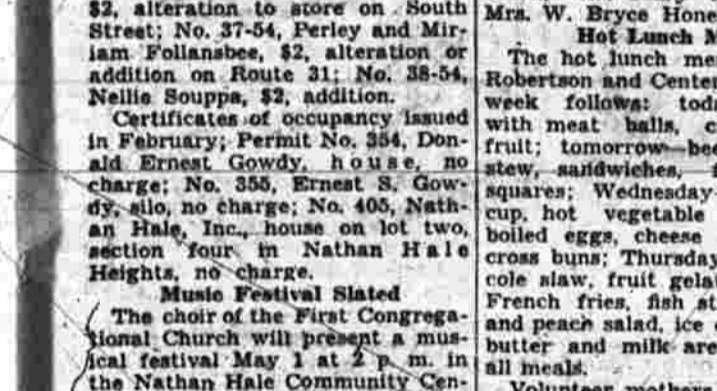 $2, alteration to store on South
Street; No. 37-54, Perley and Mir-
iam Follansbee, $2, alteration or
addition on Route 31; No. 38-54,
Nellie Souppa, $2, addition.
Certificates of occupancy issued
in February; Permit No. 354, Don-
ald Ernest Gowdy, house, no
charge; No. 355, Ernest S. Gow-
dy, silo, no charge; No. 405, Nath-
an Hale, Inc., house on lot two,
section four in Nathan Hale
Heights, no charge.
Music Festival Slated
The choir of the First Congrega-
tional Church will present a mus-
ical festival May 1 at 2 p. m. in
the Nathan Hale Community Cen-
Mrs. W. Bryce Hone
Hot Lunch M
The hot lunch me
Robertson and Center
week follows: tod
with meat balls, c
fruit; tomorrow bee
stew, sandwiches,
squares; Wednesday
cup, hot vegetable
boiled eggs, cheese
cross buns; Thursday
cole slaw, fruit gela
French fries, fish st
and peach salad, ice
butter and milk are
all meals.
Volunteer